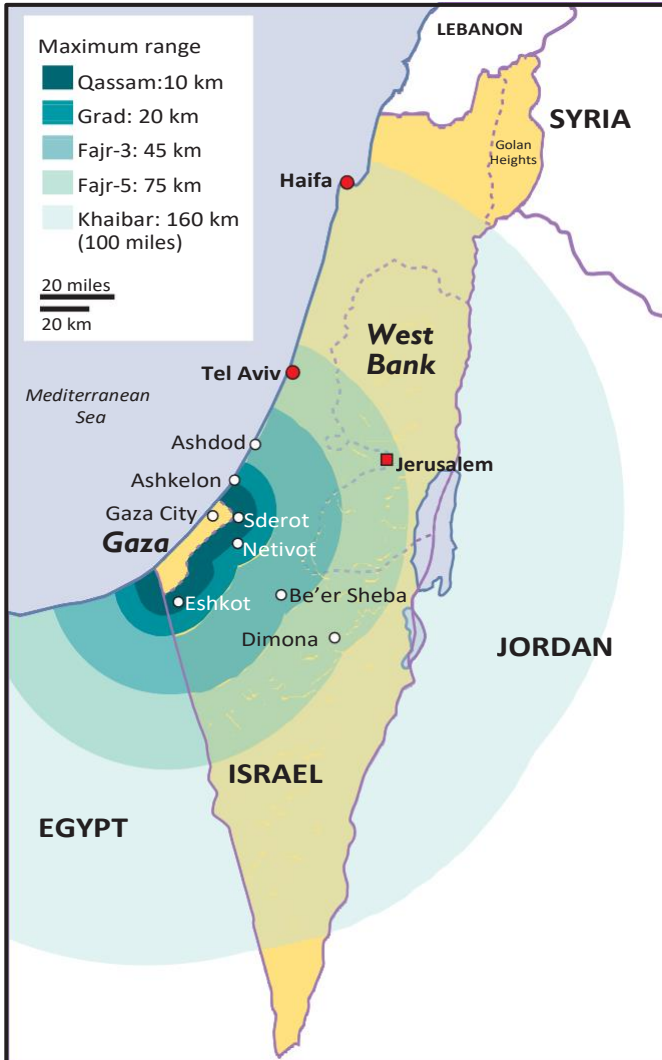 Maximum range
Qassam:10 km
Grad: 20 km
Fajr-3: 45 km
Fajr-5: 75 km
Khaibar: 160 km
(100 miles)
20 miles
20 km
LEBANON
SYRIA
Golan
Heights
Haifa
West
Bank
Tel Aviv
Mediterranean
Sea
Ashdod
Jerusalem
Ashkelon
Gaza City
Sderot
Gaza
Netivot
Eshkot
Be’er Sheba
Dimona
JORDAN
ISRAEL
EGYPT